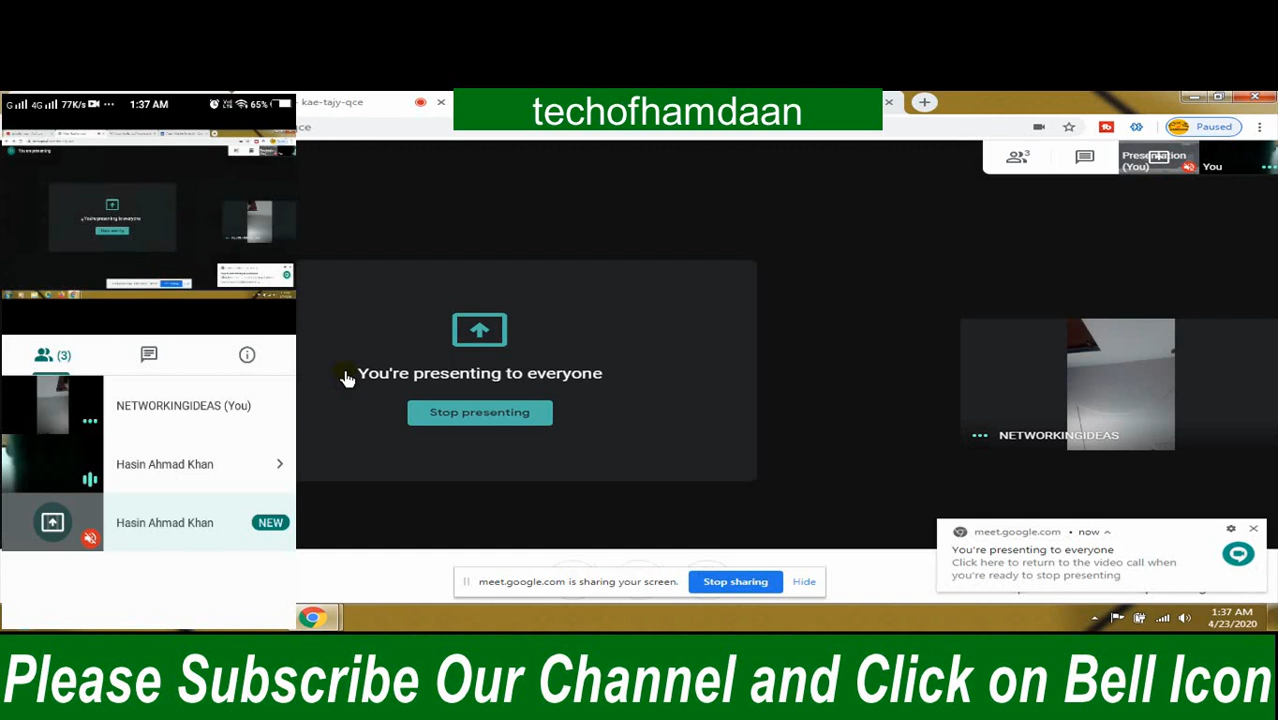 techofhamdaan
G 4G 77K/s ••• 1:37 AM 65%
kae-tajy-qce
Paused
3
Presentation
(You)
You
You're presenting to everyone
Stop presenting
(3)
NETWORKINGIDEAS (You)
Hasin Ahmad Khan
Hasin Ahmad Khan NEW
NETWORKINGIDEAS
meet.google.com • now
You're presenting to everyone
Click here to return to the video call when
you're ready to stop presenting
meet.google.com is sharing your screen. Stop sharing Hide
1:37 AM
4/23/2020
Please Subscribe Our Channel and Click on Bell Icon